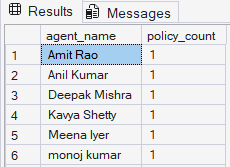 Results Messages
agent_name policy_count
1 Amit Rao 1
2 Anil Kumar 1
3 Deepak Mishra 1
4 Kavya Shetty 1
5 Meena Iyer 1
6 monoj kumar 1